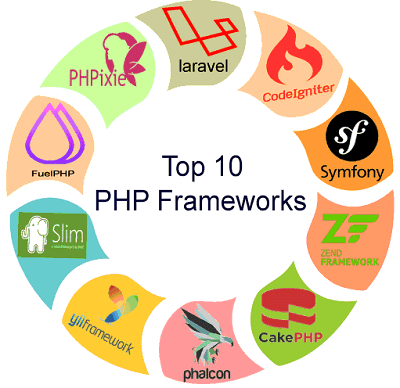 Top 10
PHP Frameworks
laravel
CodeIgniter
sf
Symfony
ZF
ZEND
FRAMEWORK
CakePHP
phalcon
yiiframework
Slim
FuelPHP
PHPixie